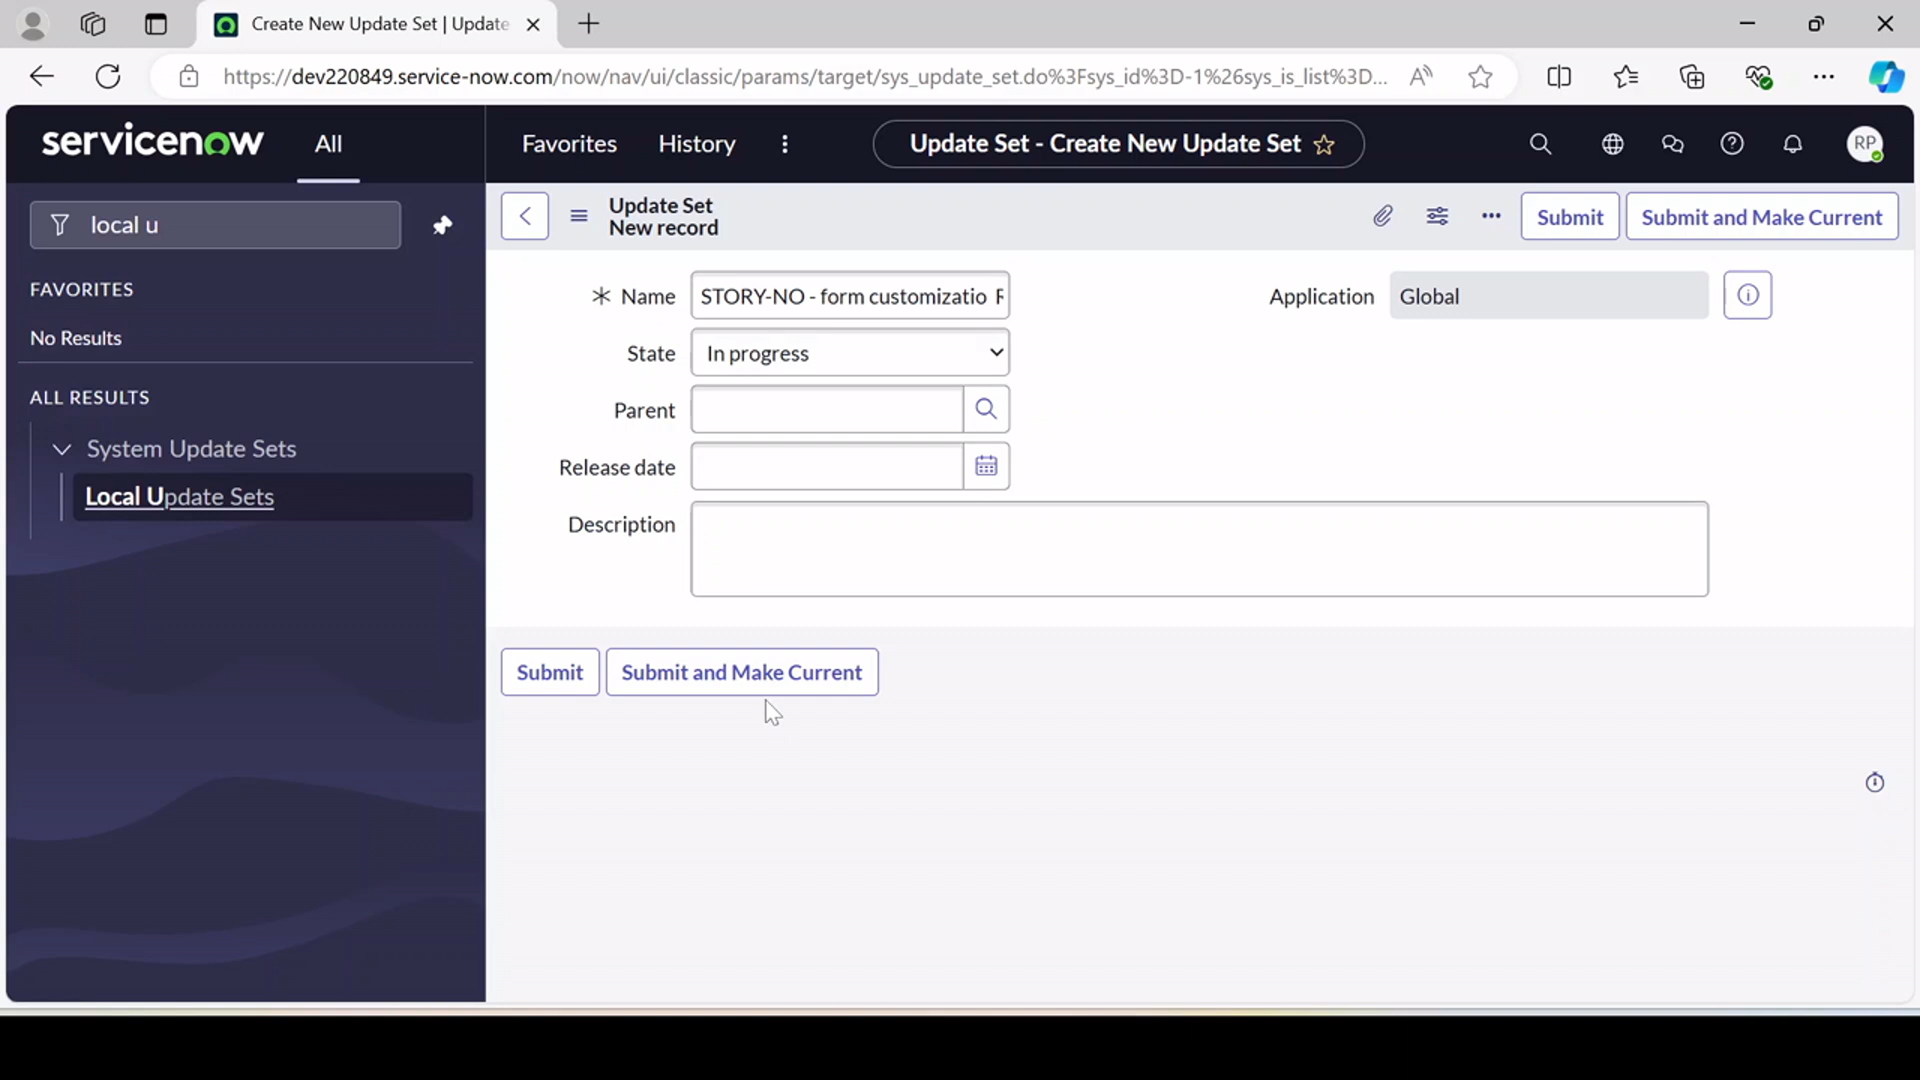 Create New Update Set | Update
https://dev220849.service-now.com/now/nav/ui/classic/params/target/sys_update_set.do%3Fsys_id%3D-1%26sys_is_list%3D...
servicenow
All
Favorites
History
Update Set - Create New Update Set
RP
local u
FAVORITES
No Results
ALL RESULTS
System Update Sets
Local Update Sets
Update Set
New record
Submit
Submit and Make Current
Name
STORY-NO - form customizatio
Application
Global
State
In progress
Parent
Release date
Description
Submit
Submit and Make Current